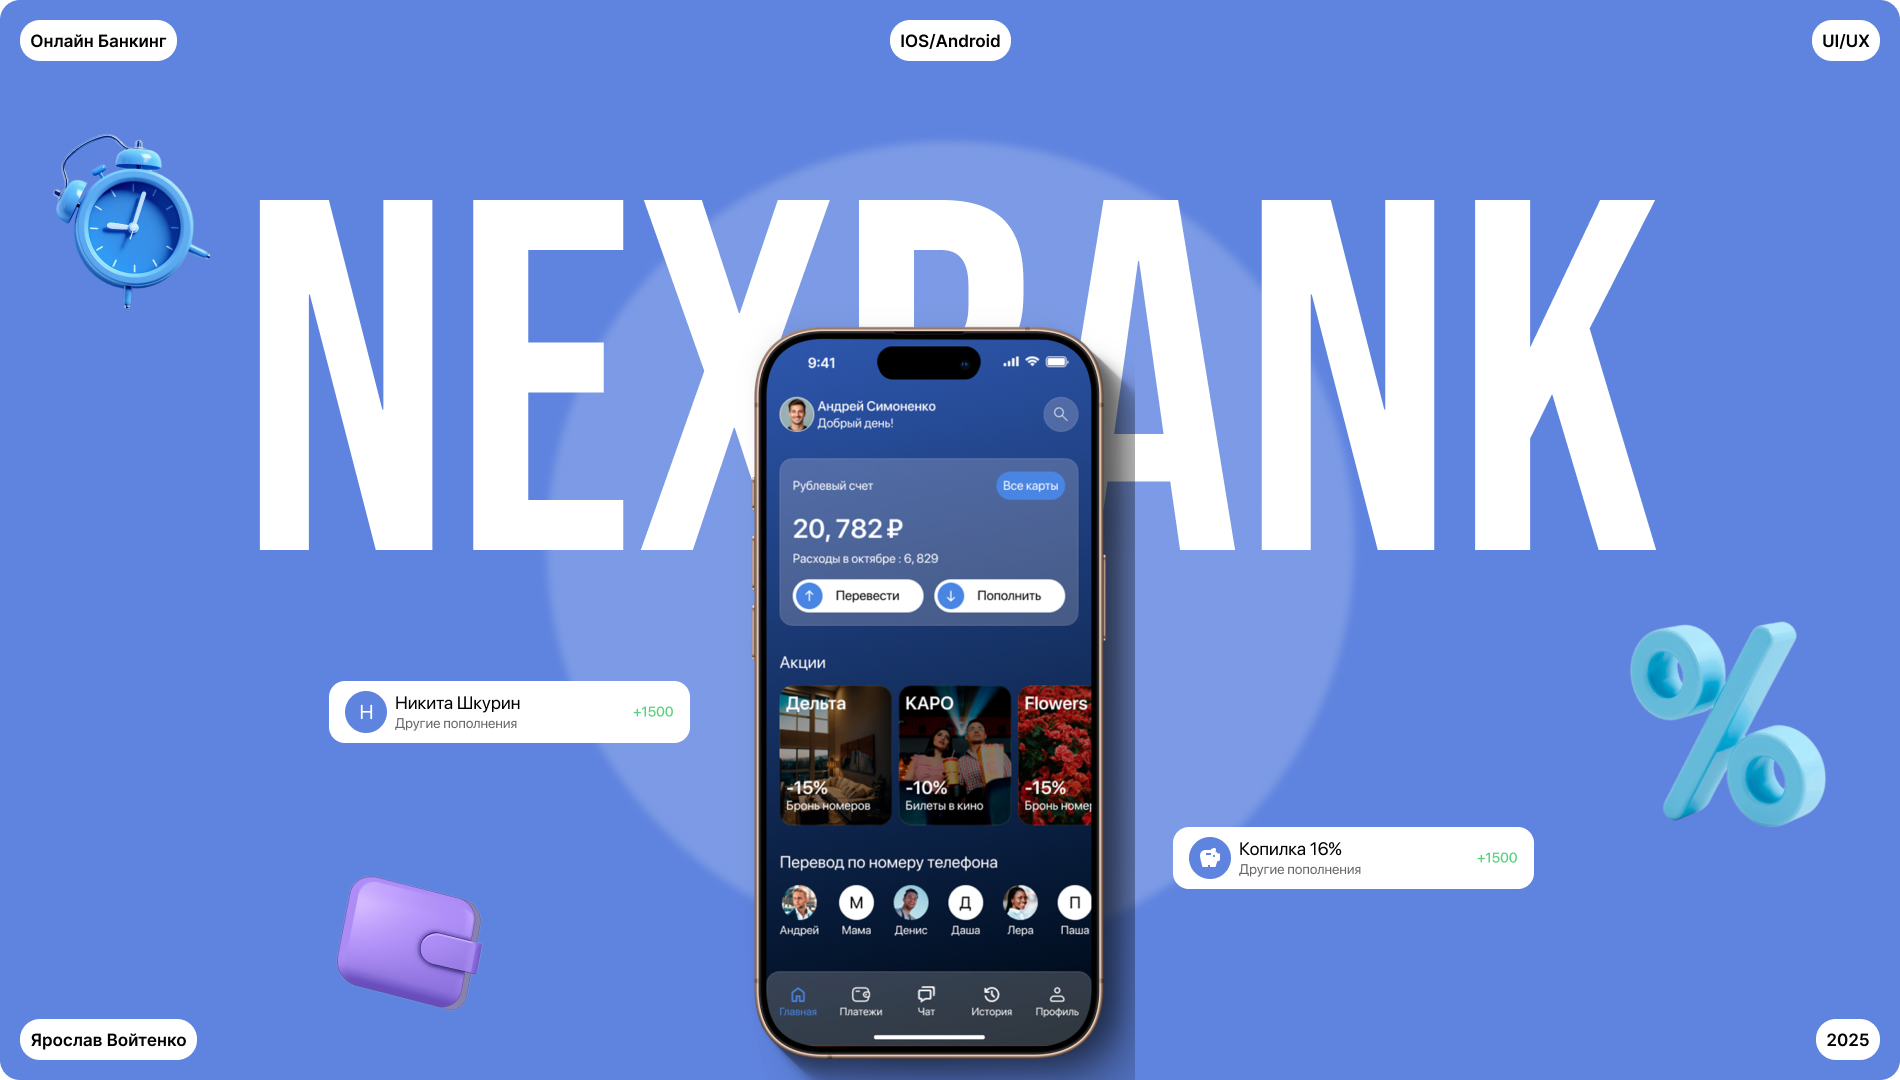 Онлайн Банкинг
IOS/Android
UI/UX
NEXBANK
9:41
Андрей Симоненко
Добрый день!
Рублевый счет
Все карты
20, 782 ₽
Расходы в октябре : 6, 829
Перевести
Пополнить
Акции
Дельта
КАРО
Flowers
-15%
-10%
-15%
Бронь номеров
Билеты в кино
Бронь номер
Н
Никита Шкурин
Другие пополнения
+1500
Копилка 16%
Другие пополнения
+1500
Перевод по номеру телефона
М
Д
П
Андрей
Мама
Денис
Даша
Лера
Паша
Главная
Платежи
Чат
История
Профиль
Ярослав Войтенко
2025